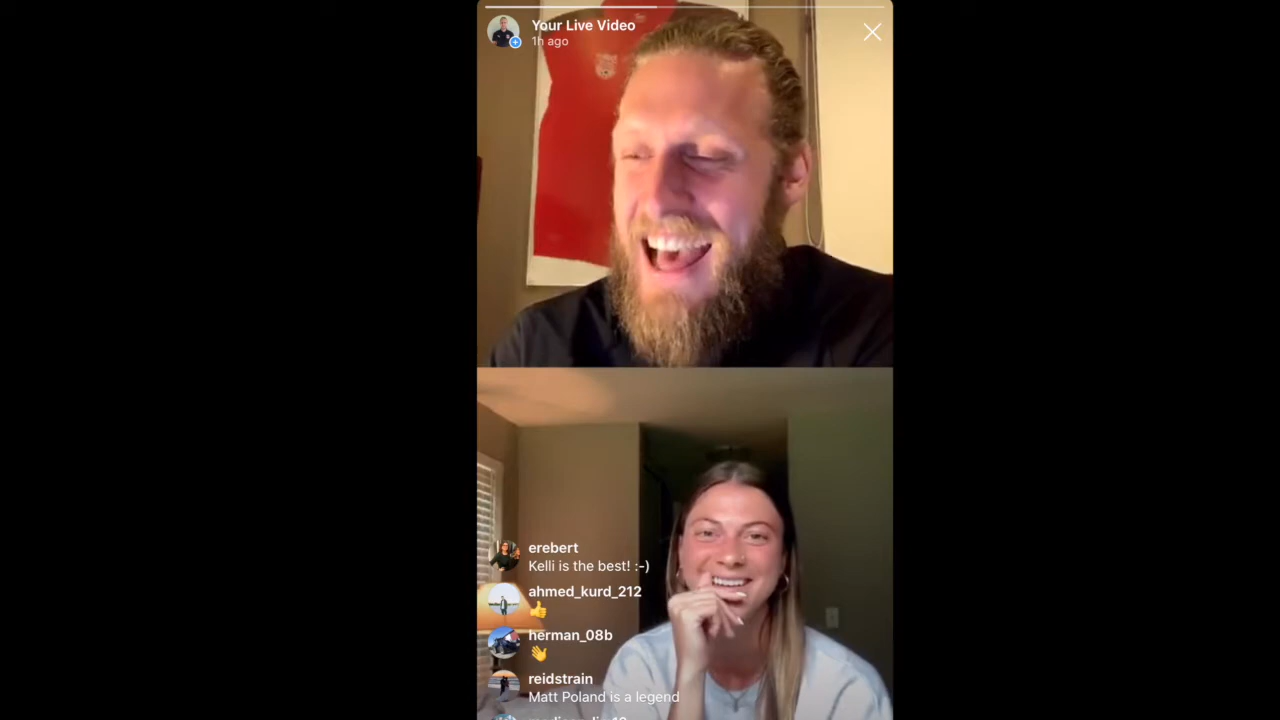 Your Live Video
1h ago
erebert
Kelli is the best! :-)
ahmed_kurd_212
👍
herman_08b
👋
reidstrain
Matt Poland is a legend